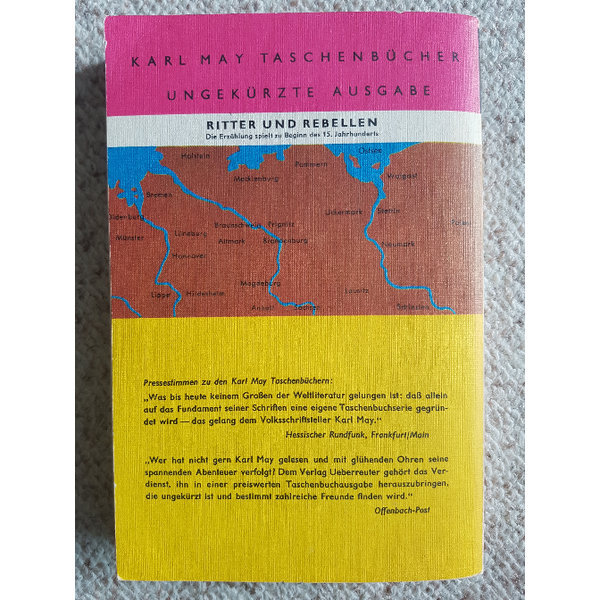 KARL MAY TASCHENBÜCHER
UNGEKÜRZTE AUSGABE
RITTER UND REBELLEN
Die Erzählung spielt zu Beginn des 15. Jahrhunderts
Holstein
Ostsee
Mecklenburg
Pommern
Wolgast
Bremen
Oldenburg
Uckermark
Stettin
Braunschweig
Prignitz
Münster
Lüneburg
Altmark
Brandenburg
Neumark
Hannover
Magdeburg
Lippe
Hildesheim
Lausitz
Anhalt
Sachsen
Schlesien
Pressestimmen zu den Karl May Taschenbüchern:
„Was bis heute keinem Großen der Weltliteratur gelungen ist: daß allein
auf das Fundament seiner Schriften eine eigene Taschenbuchserie gegrün-
det wird — das gelang dem Volksschriftsteller Karl May.“
Hessischer Rundfunk, Frankfurt/Main
„Wer hat nicht gern Karl May gelesen und mit glühenden Ohren seine
spannenden Abenteuer verfolgt? Dem Verlag Ueberreuter gehört das Ver-
dienst, ihn in einer preiswerten Taschenbuchausgabe herauszubringen,
die ungekürzt ist und bestimmt zahlreiche Freunde finden wird.“
Offenbach-Post